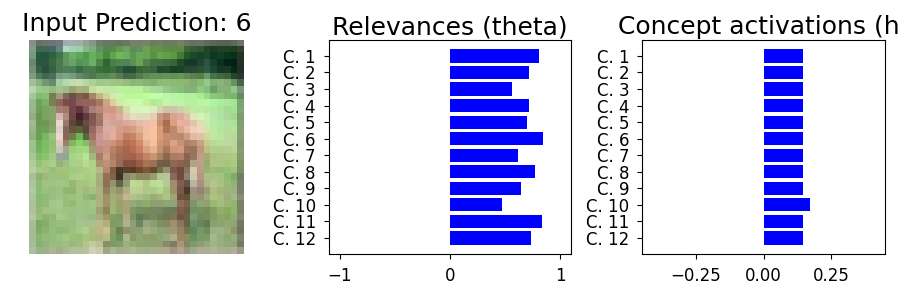 Input Prediction: 6
Relevances (theta)
C. 1
C. 2
C. 3
C. 4
C. 5
C. 6
C. 7
C. 8
C. 9
C. 10
C. 11
C. 12
−1
0
1
Concept activations (h
C. 1
C. 2
C. 3
C. 4
C. 5
C. 6
C. 7
C. 8
C. 9
C. 10
C. 11
C. 12
−0.25
0.00
0.25